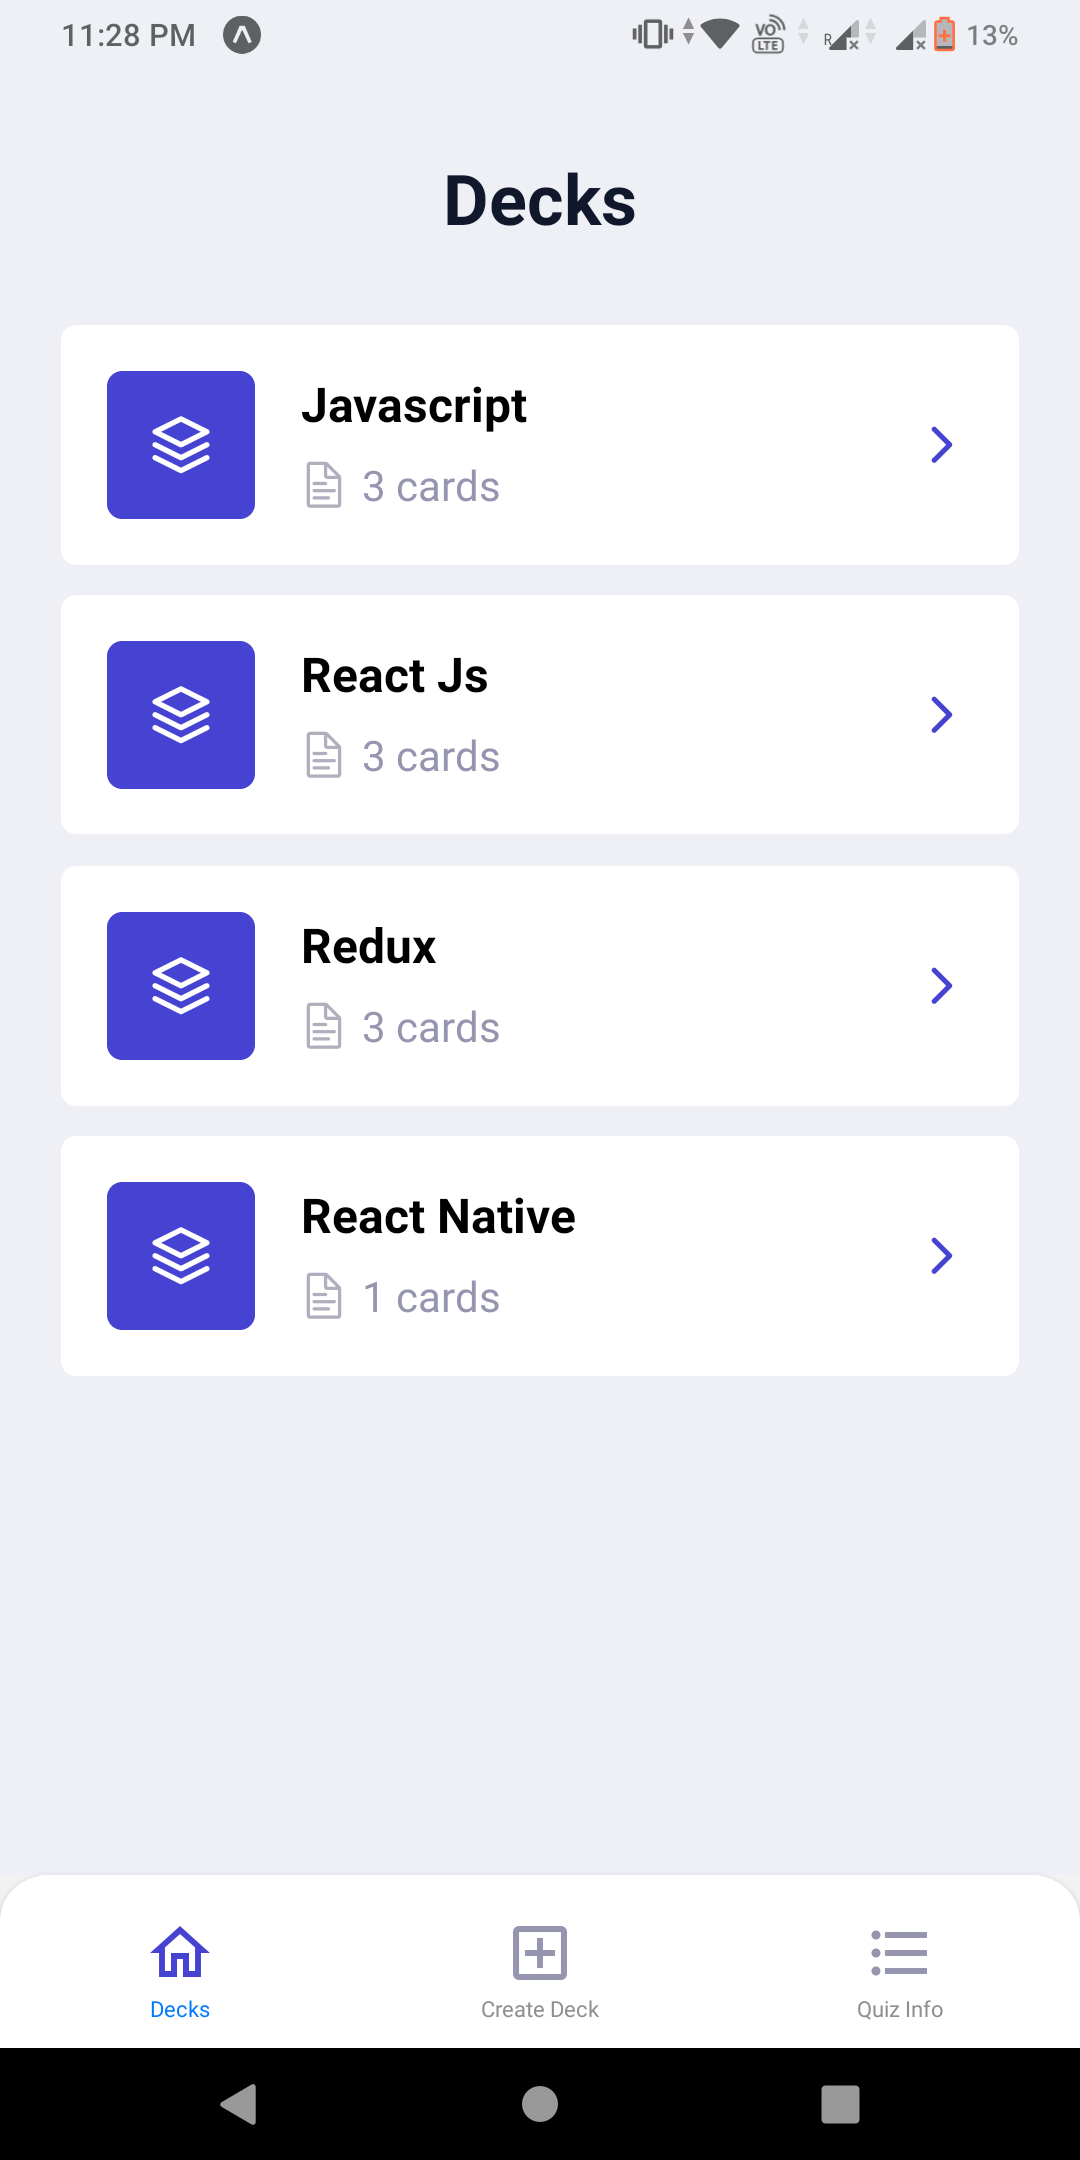 11:28 PM
VO LTE R 13%
Decks
Javascript
3 cards
React Js
3 cards
Redux
3 cards
React Native
1 cards
Decks
Create Deck
Quiz Info